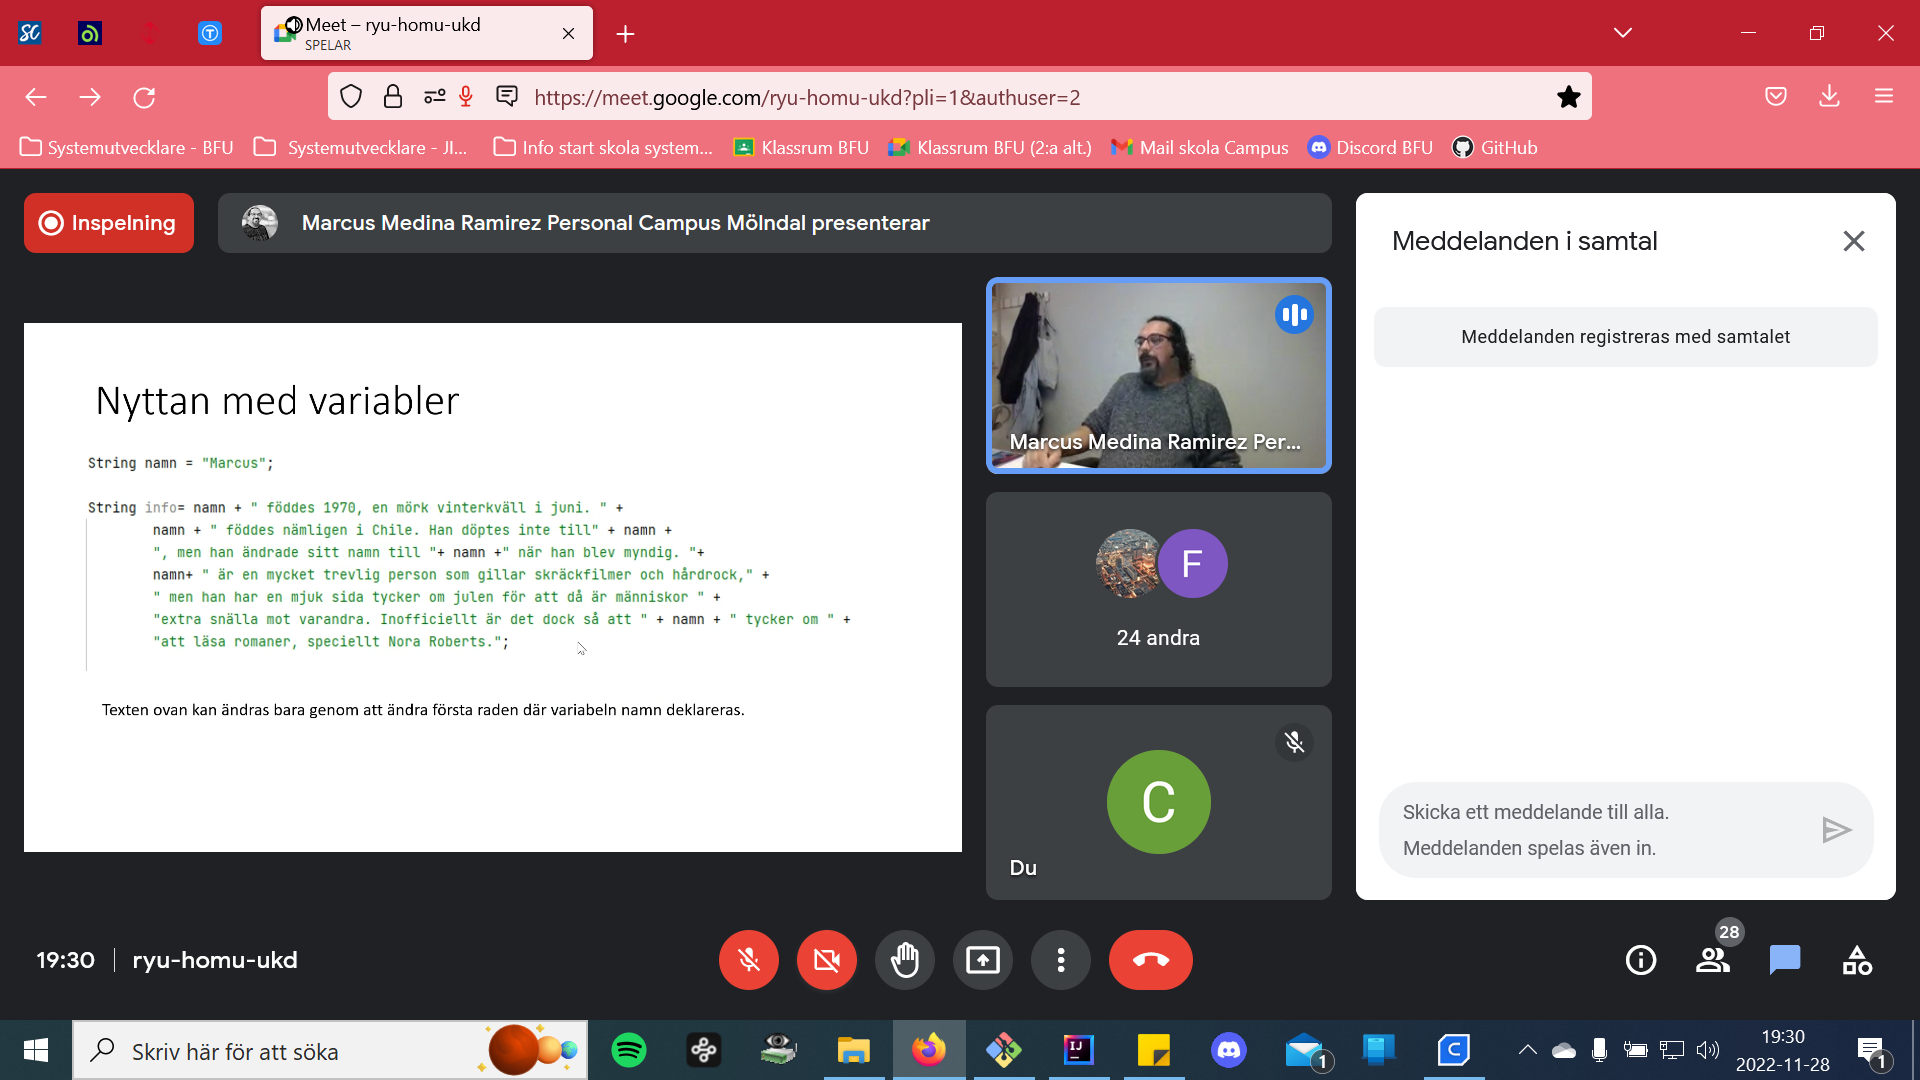 Meet – ryu-homu-ukd
SPELAR
https://meet.google.com/ryu-homu-ukd?pli=1&authuser=2
Systemutvecklare - BFU
Systemutvecklare - JI...
Info start skola system...
Klassrum BFU
Klassrum BFU (2:a alt.)
Mail skola Campus
Discord BFU
GitHub
Inspelning
Marcus Medina Ramirez Personal Campus Mölndal presenterar
Nyttan med variabler
String namn = "Marcus";
String info= namn + " föddes 1970, en mörk vinterkväll i juni. " +
namn + " föddes nämligen i Chile. Han döptes inte till" + namn +
", men han ändrade sitt namn till "+ namn +" när han blev myndig. "+
namn+ " är en mycket trevlig person som gillar skräckfilmer och hårdrock," +
" men han har en mjuk sida tycker om julen för att då är människor " +
"extra snälla mot varandra. Inofficiellt är det dock så att " + namn + " tycker om " +
"att läsa romaner, speciellt Nora Roberts.";
Texten ovan kan ändras bara genom att ändra första raden där variabeln namn deklareras.
Marcus Medina Ramirez Per...
F
24 andra
C
Du
Meddelanden i samtal
Meddelanden registreras med samtalet
Skicka ett meddelande till alla.
Meddelanden spelas även in.
19:30
ryu-homu-ukd
28
Skriv här för att söka
IJ
1
19:30
2022-11-28
1